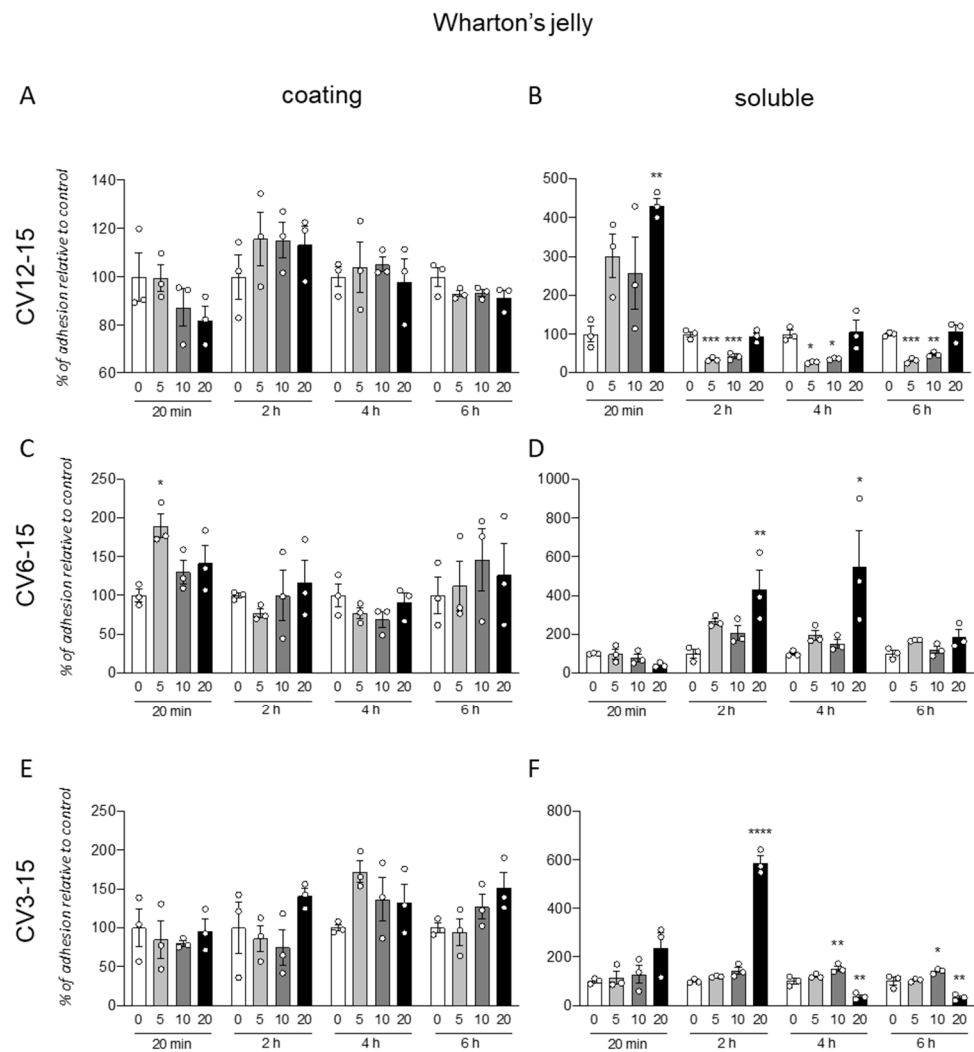 Wharton's jelly
A
coating
B
soluble
CV12-15
% of adhesion relative to control
140
120
100
80
60
0 5 10 20 0 5 10 20 0 5 10 20 0 5 10 20
20 min 2 h 4 h 6 h
500
400
300
200
100
0
**
*** ***
* *
*** **
0 5 10 20 0 5 10 20 0 5 10 20 0 5 10 20
20 min 2 h 4 h 6 h
C
D
CV6-15
% of adhesion relative to control
250
200
150
100
50
0
*
0 5 10 20 0 5 10 20 0 5 10 20 0 5 10 20
20 min 2 h 4 h 6 h
1000
800
600
400
200
0
**
*
0 5 10 20 0 5 10 20 0 5 10 20 0 5 10 20
20 min 2 h 4 h 6 h
E
F
CV3-15
% of adhesion relative to control
250
200
150
100
50
0
0 5 10 20 0 5 10 20 0 5 10 20 0 5 10 20
20 min 2 h 4 h 6 h
800
600
400
200
0
****
** **
* **
0 5 10 20 0 5 10 20 0 5 10 20 0 5 10 20
20 min 2 h 4 h 6 h